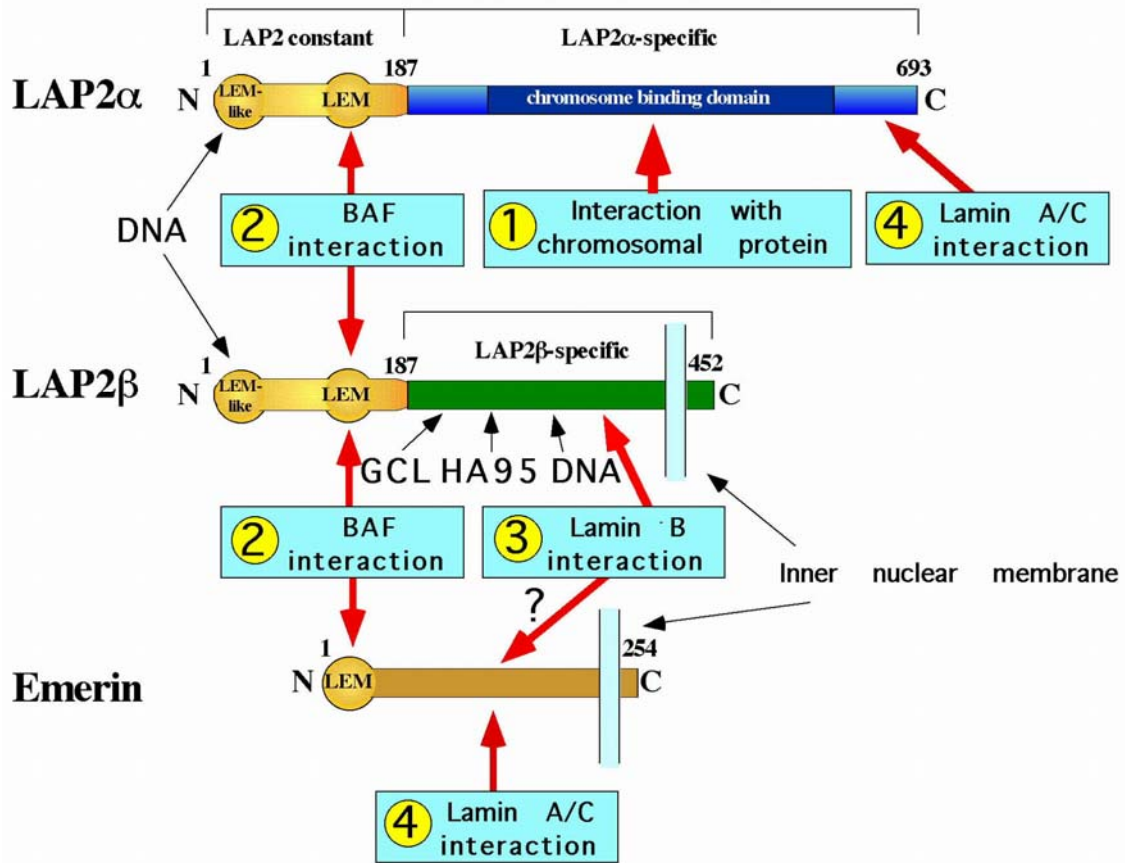 LAP2 constant
LAP2α-specific
1
187
693
LAP2α
N
LEM-
like
LEM
chromosome binding domain
C
DNA
2
BAF
interaction
1
Interaction with
chromosomal protein
4
Lamin A/C
interaction
LAP2β-specific
1
187
452
LAP2β
N
LEM-
like
LEM
C
GCL HA95 DNA
2
BAF
interaction
3
Lamin B
interaction
Inner nuclear membrane
?
1
254
Emerin
N
LEM
C
4
Lamin A/C
interaction